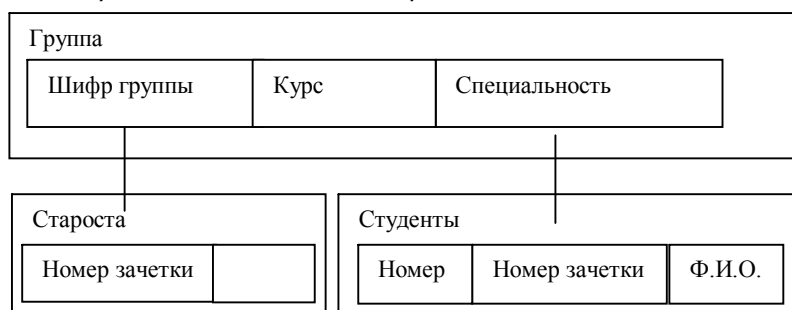 Группа
Шифр группы Курс Специальность
Староста Студенты
Номер зачетки Номер Номер зачетки Ф.И.О.